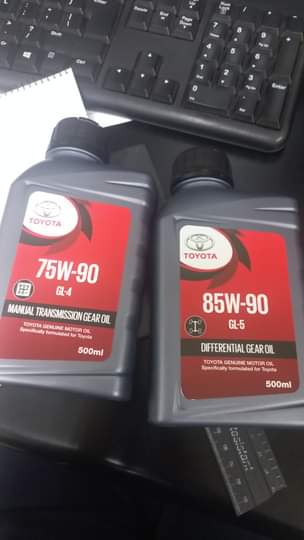 TOYOTA
75W-90
GL-4
MANUAL TRANSMISSION GEAR OIL
TOYOTA GENUINE MOTOR OIL
Specifically formulated for Toyota
500ml
TOYOTA
85W-90
GL-5
DIFFERENTIAL GEAR OIL
TOYOTA GENUINE MOTOR OIL
Specifically formulated for Toyota
500ml
Enter